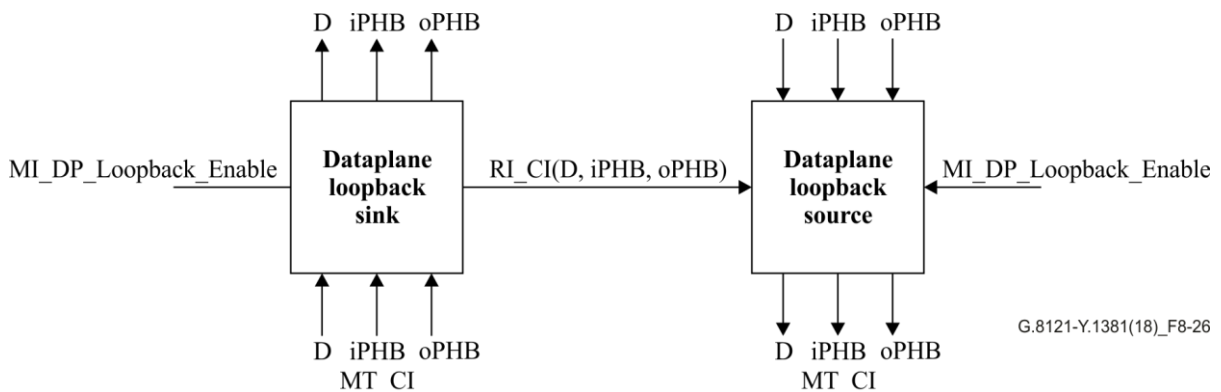 D iPHB oPHB
D iPHB oPHB
MI_DP_Loopback_Enable
Dataplane
loopback
sink
RI_CI(D, iPHB, oPHB)
Dataplane
loopback
source
MI_DP_Loopback_Enable
D iPHB oPHB
MT_CI
D iPHB oPHB
MT_CI
G.8121-Y.1381(18)_F8-26